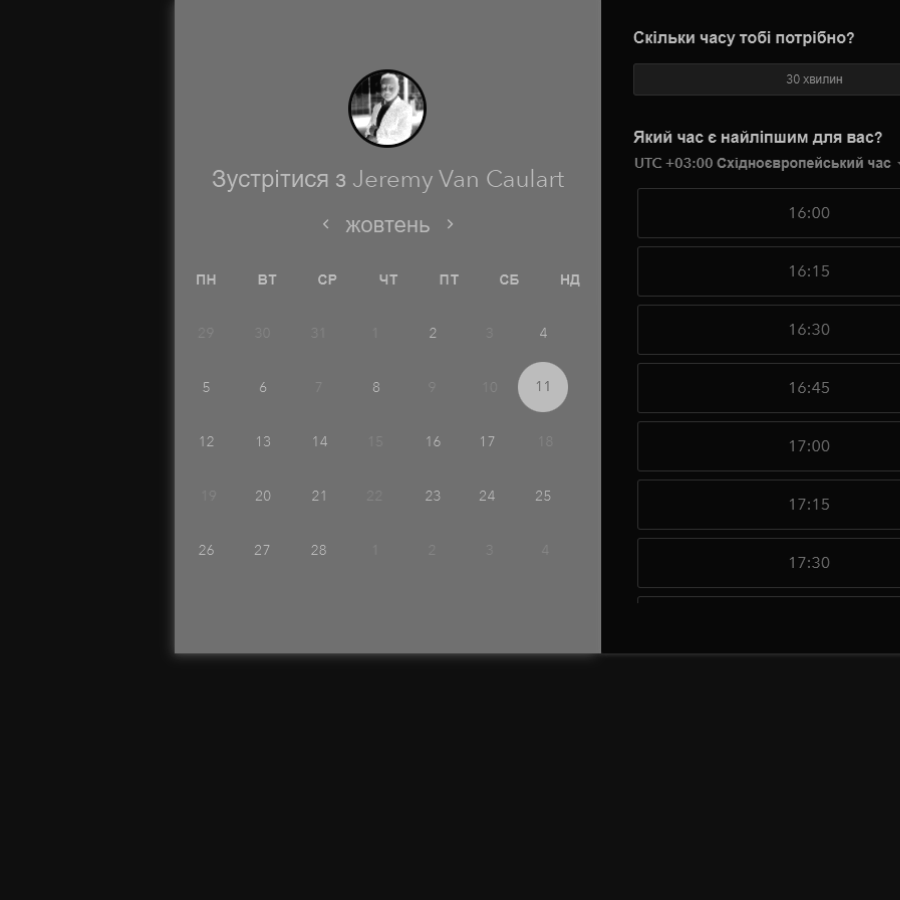 Зустрітися з Jeremy Van Caulart
жовтень
ПН ВТ СР ЧТ ПТ СБ НД
29 30 31 1 2 3 4
5 6 7 8 9 10 11
12 13 14 15 16 17 18
19 20 21 22 23 24 25
26 27 28 1 2 3 4
Скільки часу тобі потрібно?
30 хвилин
Який час є найліпшим для вас?
UTC +03:00 Східноєвропейський час
16:00
16:15
16:30
16:45
17:00
17:15
17:30